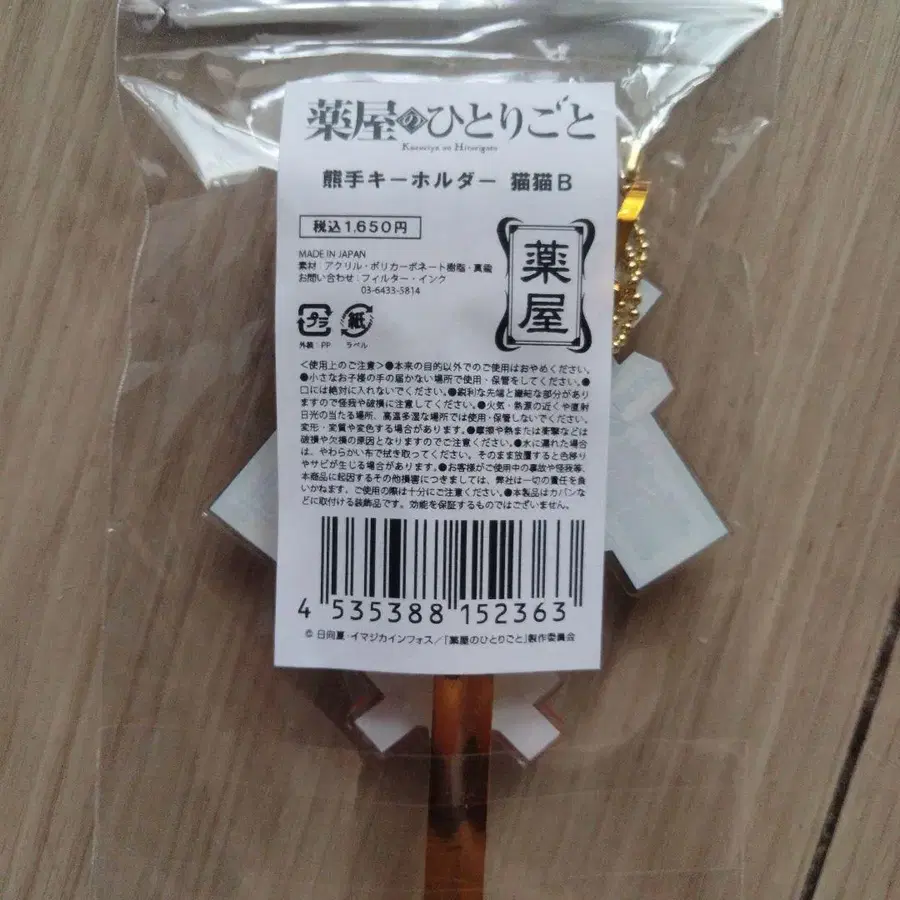 薬屋のひとりごと
Kusuriya no Hitorigoto
熊手キーホルダー 猫猫B
税込1,650円
MADE IN JAPAN
素材：アクリル・ポリカーボネート樹脂・真鍮
お問い合わせ：フィルター・インク
03-6433-5814
薬屋
プラ
紙
外装：PP
ラベル
＜使用上のご注意＞●本来の目的以外でのご使用はおやめください。
●小さなお子様の手の届かない場所で使用・保管をしてください。●
口には絶対に入れないでください。●鋭利な先端と繊細な部分があり
ますので怪我や破損に注意してください。●火気・熱源の近くや直射
日光の当たる場所、高温多湿な場所では使用・保管しないでください。
変形・変質や変色する場合があります。●摩擦や熱または衝撃などは
破損や欠損の原因となりますのでご注意ください。●水に濡れた場合
は、やわらかい布で拭き取ってください。そのまま放置すると色移り
やサビが生じる場合があります。●お客様がご使用中の事故や怪我等、
本商品に起因するその他損害につきましては、弊社は一切の責任を負
いかねます。ご使用の際は十分にご注意ください。●本製品はカバンな
どに取付ける装飾品です。効能を保証するものではございません。
4 535388 152363
© 日向夏・イマジカインフォス／「薬屋のひとりごと」製作委員会